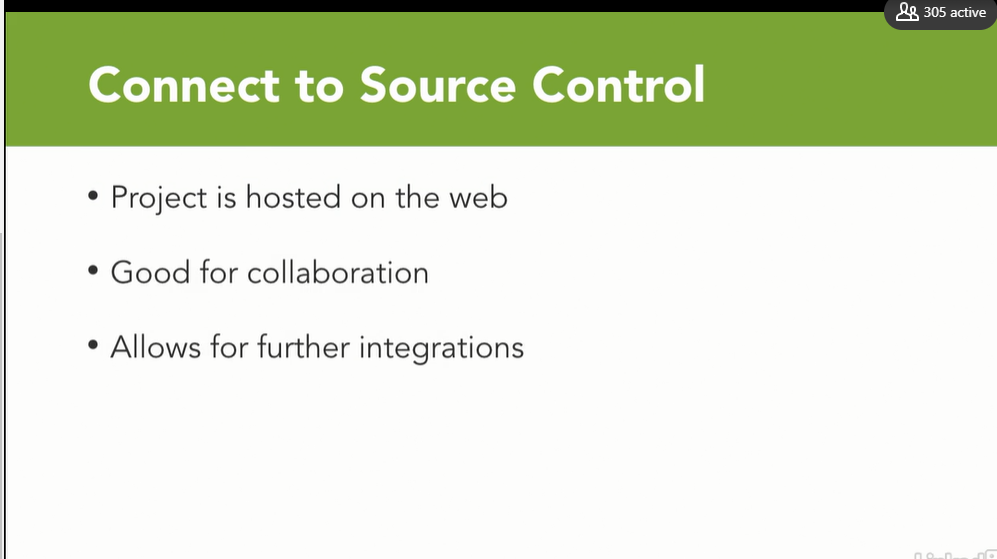 305 active
Connect to Source Control
• Project is hosted on the web
• Good for collaboration
• Allows for further integrations